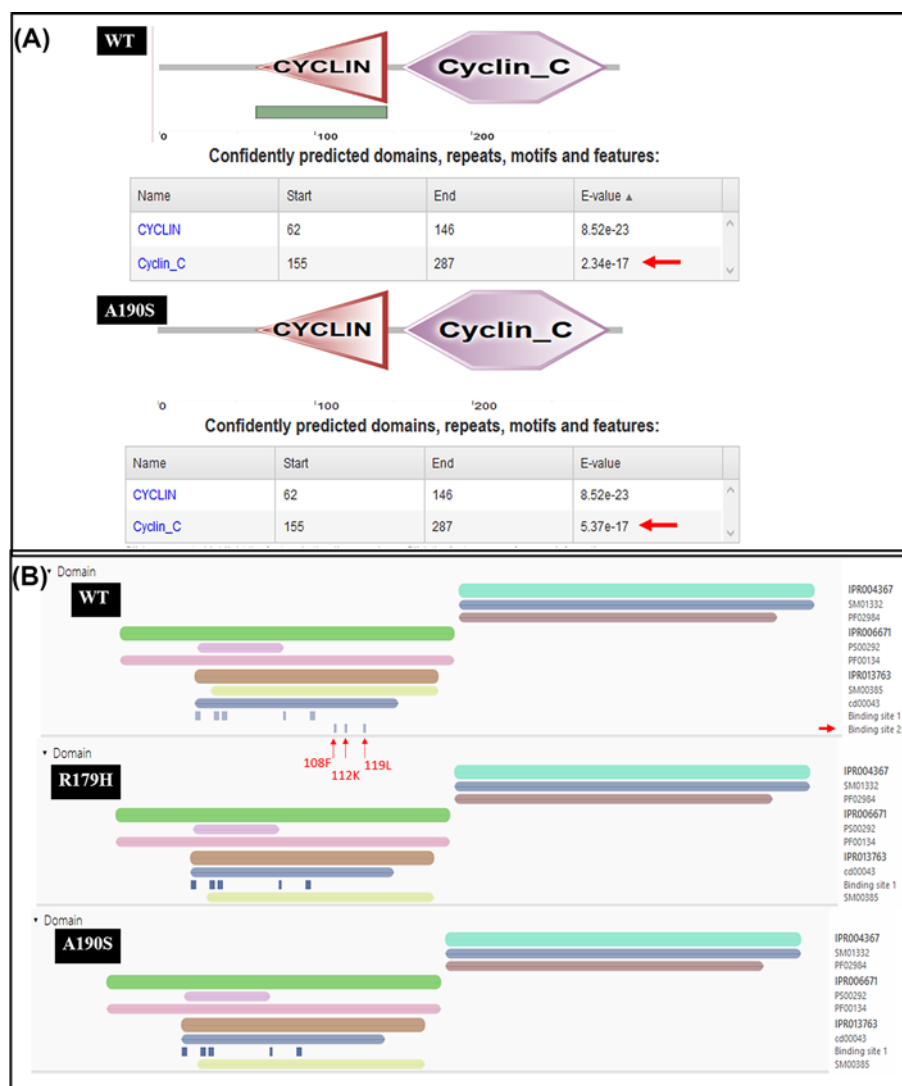 (A)
WT
CYCLIN Cyclin_C
0 100 200
Confidently predicted domains, repeats, motifs and features:
Name Start End E-value ▲
CYCLIN 62 146 8.52e-23
Cyclin_C 155 287 2.34e-17
A190S
CYCLIN Cyclin_C
0 100 200
Confidently predicted domains, repeats, motifs and features:
Name Start End E-value
CYCLIN 62 146 8.52e-23
Cyclin_C 155 287 5.37e-17
(B)
▾ Domain
WT
IPR004367
SM01332
PF02984
IPR006671
PS00292
PF00134
IPR013763
SM00385
cd00043
Binding site 1
Binding site 2
108F
112K
119L
▾ Domain
R179H
IPR004367
SM01332
PF02984
IPR006671
PS00292
PF00134
IPR013763
cd00043
Binding site 1
SM00385
▾ Domain
A190S
IPR004367
SM01332
PF02984
IPR006671
PS00292
PF00134
IPR013763
cd00043
Binding site 1
SM00385